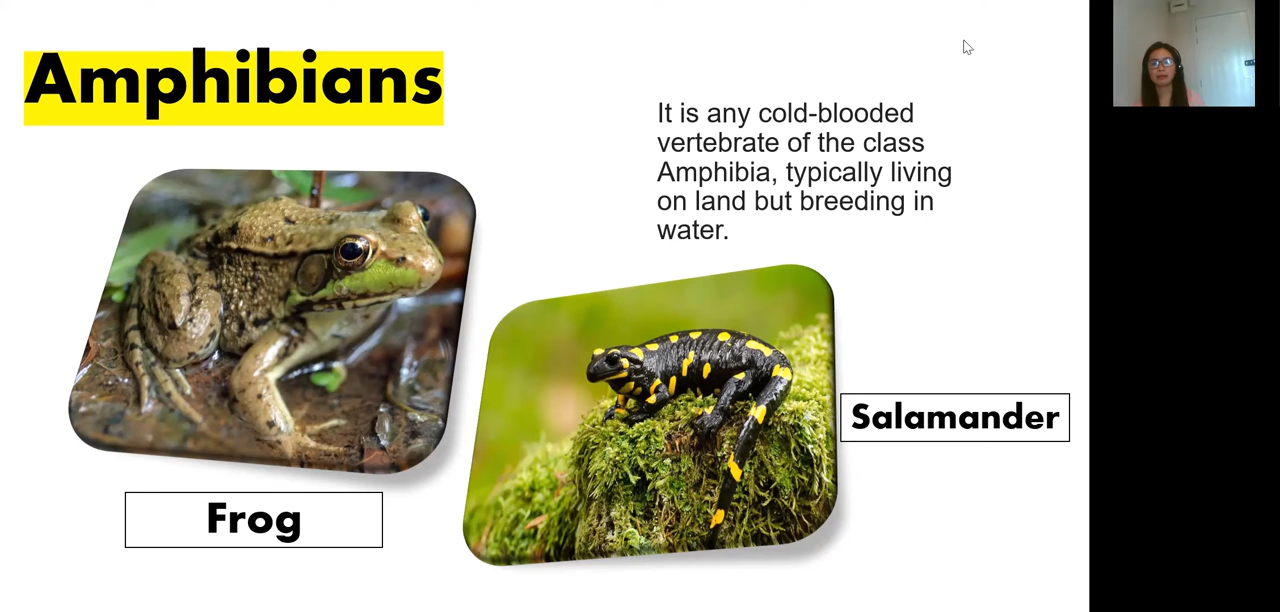 Amphibians
It is any cold-blooded
vertebrate of the class
Amphibia, typically living
on land but breeding in
water.
Salamander
Frog